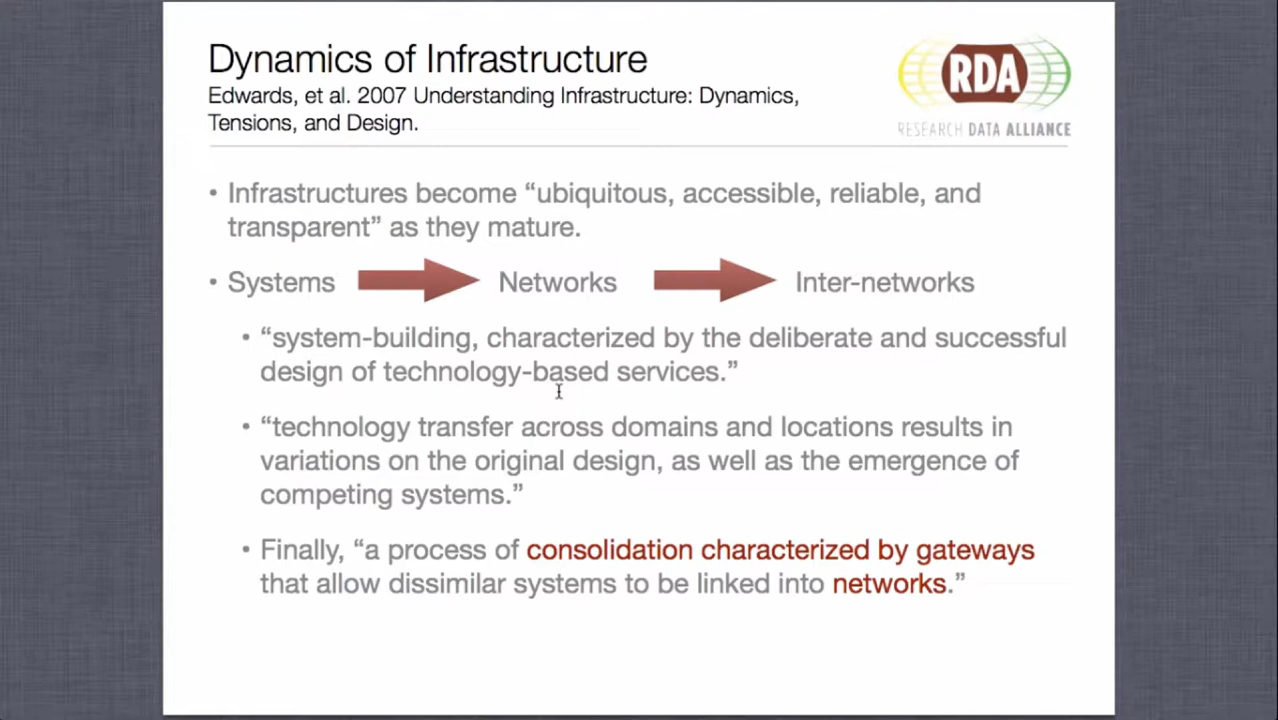 Dynamics of Infrastructure
Edwards, et al. 2007 Understanding Infrastructure: Dynamics,
Tensions, and Design.
RDA
RESEARCH DATA ALLIANCE
• Infrastructures become “ubiquitous, accessible, reliable, and
transparent” as they mature.
• Systems Networks Inter-networks
• “system-building, characterized by the deliberate and successful
design of technology-based services.”
• “technology transfer across domains and locations results in
variations on the original design, as well as the emergence of
competing systems.”
• Finally, “a process of consolidation characterized by gateways
that allow dissimilar systems to be linked into networks.”